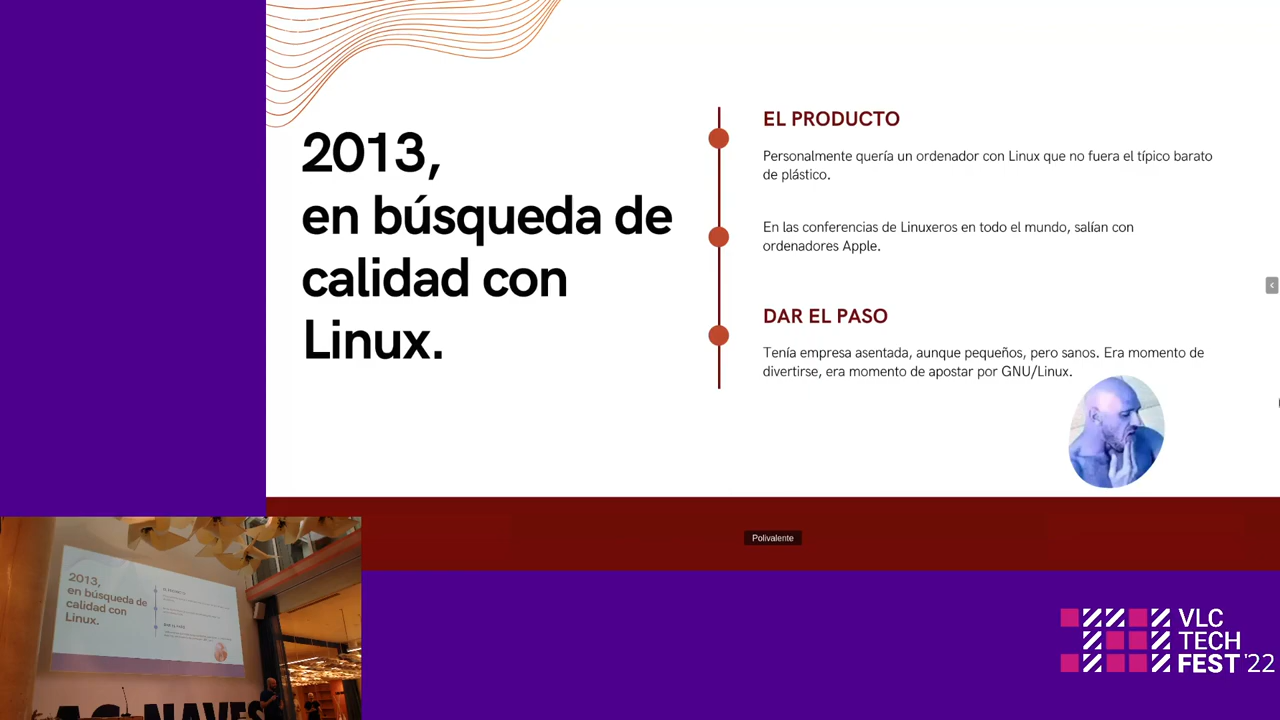 2013,
en búsqueda de
calidad con
Linux.
EL PRODUCTO
Personalmente quería un ordenador con Linux que no fuera el típico barato
de plástico.
En las conferencias de Linuxeros en todo el mundo, salían con
ordenadores Apple.
DAR EL PASO
Tenía empresa asentada, aunque pequeños, pero sanos. Era momento de
divertirse, era momento de apostar por GNU/Linux.
Polivalente
2013,
en búsqueda de
calidad con
Linux.
NAVES
VLC
TECH
FEST '22